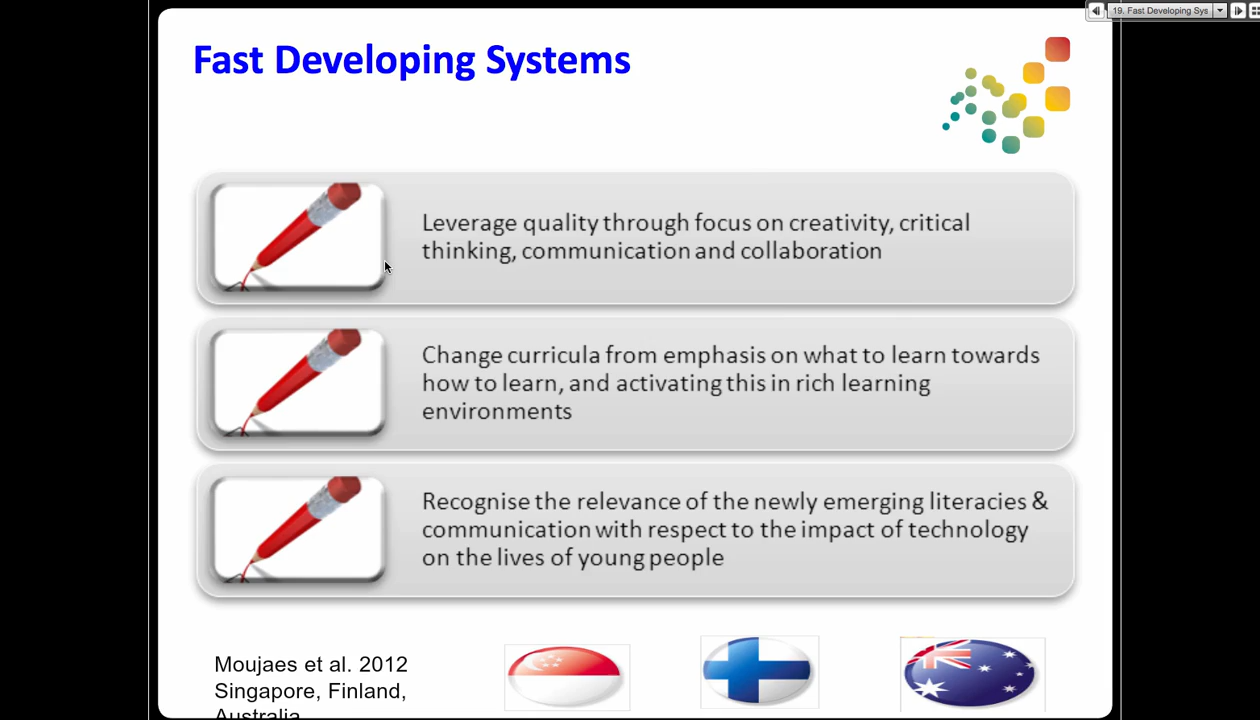 19. Fast Developing Sys
Fast Developing Systems
Leverage quality through focus on creativity, critical
thinking, communication and collaboration
Change curricula from emphasis on what to learn towards
how to learn, and activating this in rich learning
environments
Recognise the relevance of the newly emerging literacies &
communication with respect to the impact of technology
on the lives of young people
Moujaes et al. 2012
Singapore, Finland,
Australia